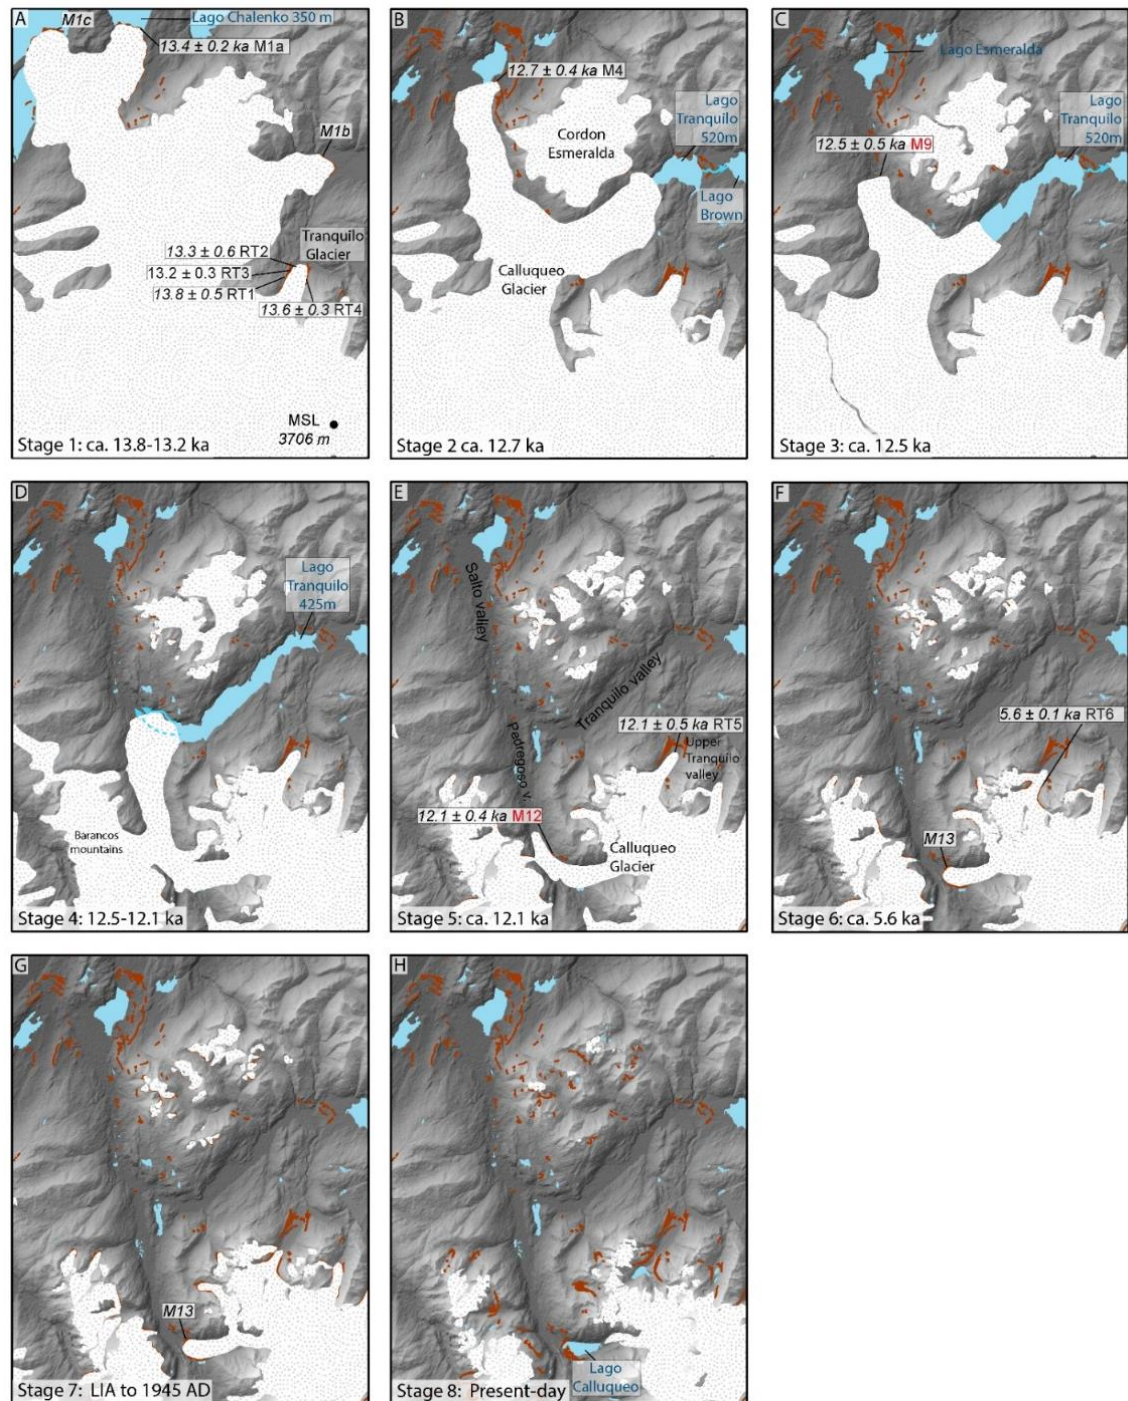 A
M1c
Lago Chalenko 350 m
13.4 ± 0.2 ka M1a
M1b
Tranquilo
Glacier
13.3 ± 0.6 RT2
13.2 ± 0.3 RT3
13.8 ± 0.5 RT1
13.6 ± 0.3 RT4
MSL
3706 m
Stage 1: ca. 13.8-13.2 ka
B
12.7 ± 0.4 ka M4
Cordon
Esmeralda
Lago
Tranquilo
520m
Lago
Brown
Calluqueo
Glacier
Stage 2 ca. 12.7 ka
C
Lago Esmeralda
Lago
Tranquilo
520m
12.5 ± 0.5 ka M9
Stage 3: ca. 12.5 ka
D
Lago
Tranquilo
425m
Barancos
mountains
Stage 4: 12.5-12.1 ka
E
Salto valley
Tranquilo valley
Pedregoso v.
12.1 ± 0.5 ka RT5
Upper
Tranquilo
valley
12.1 ± 0.4 ka M12
Calluqueo
Glacier
Stage 5: ca. 12.1 ka
F
5.6 ± 0.1 ka RT6
M13
Stage 6: ca. 5.6 ka
G
M13
Stage 7: LIA to 1945 AD
H
Lago
Calluqueo
Stage 8: Present-day